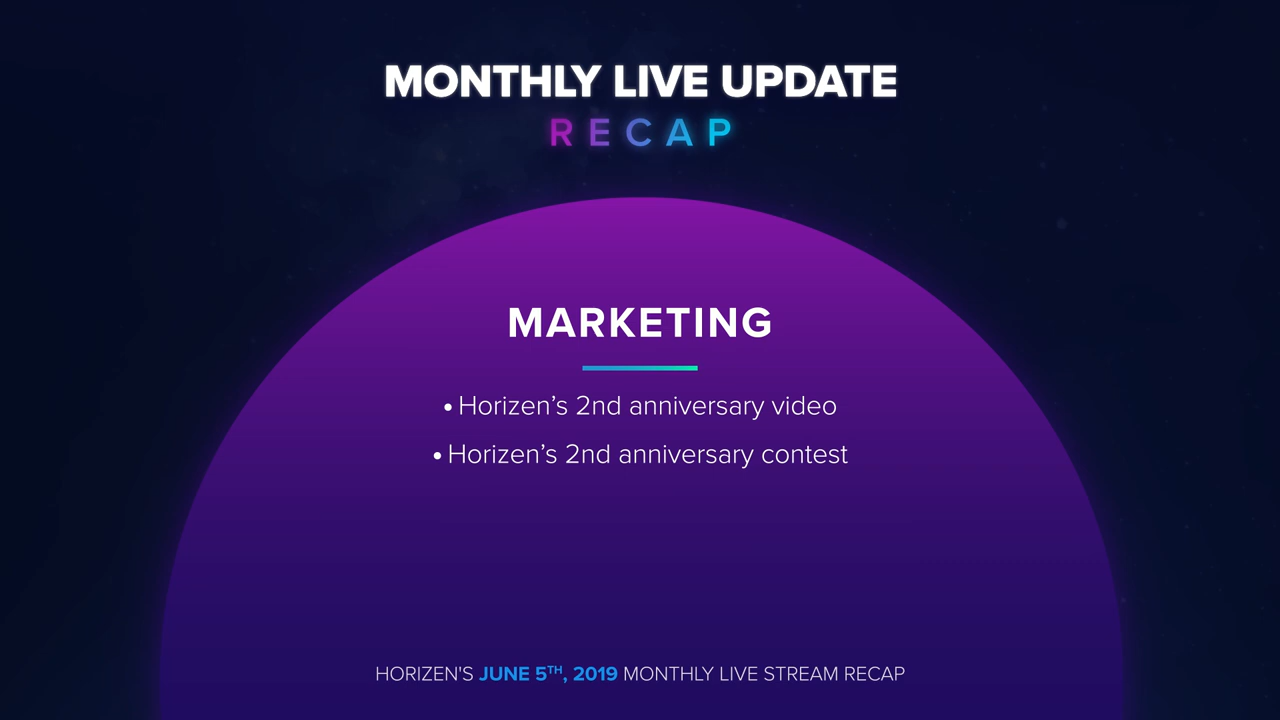 MONTHLY LIVE UPDATE
RECAP
MARKETING
• Horizen’s 2nd anniversary video
• Horizen’s 2nd anniversary contest
HORIZEN'S JUNE 5TH, 2019 MONTHLY LIVE STREAM RECAP